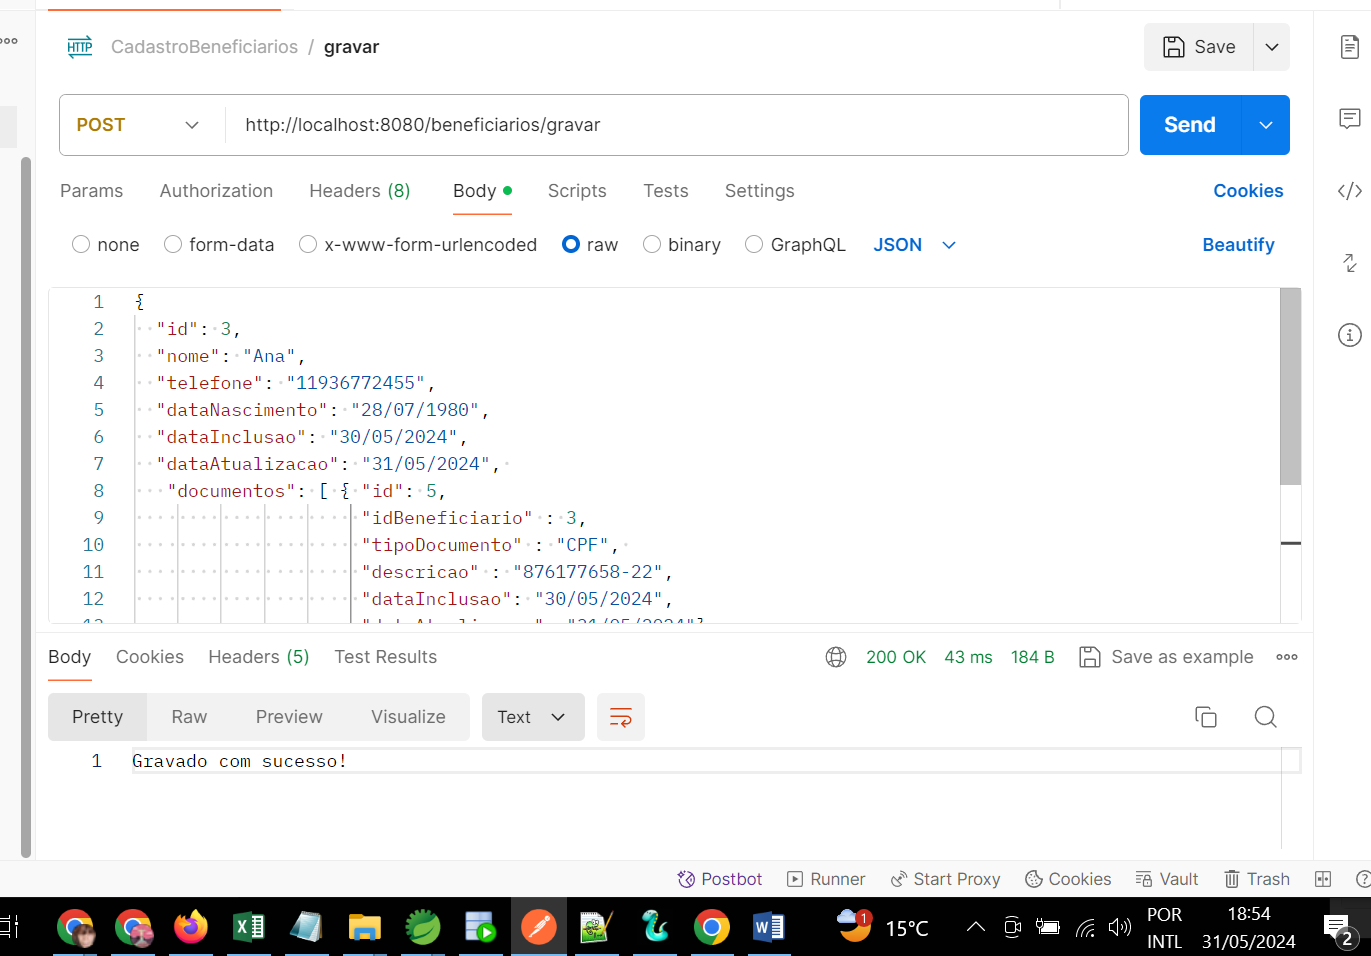 HTTP CadastroBeneficiarios / gravar Save
POST http://localhost:8080/beneficiarios/gravar Send
Params Authorization Headers (8) Body Scripts Tests Settings Cookies
none form-data x-www-form-urlencoded raw binary GraphQL JSON Beautify
1 {
2 "id": 3,
3 "nome": "Ana",
4 "telefone": "11936772455",
5 "dataNascimento": "28/07/1980",
6 "dataInclusao": "30/05/2024",
7 "dataAtualizacao": "31/05/2024",
8 "documentos": [ { "id": 5,
9 "idBeneficiario" : 3,
10 "tipoDocumento" : "CPF",
11 "descricao" : "876177658-22",
12 "dataInclusao": "30/05/2024",
Body Cookies Headers (5) Test Results 200 OK 43 ms 184 B Save as example
Pretty Raw Preview Visualize Text
1 Gravado com sucesso!
Postbot Runner Start Proxy Cookies Vault Trash
1 15°C POR 18:54
INTL 31/05/2024 2